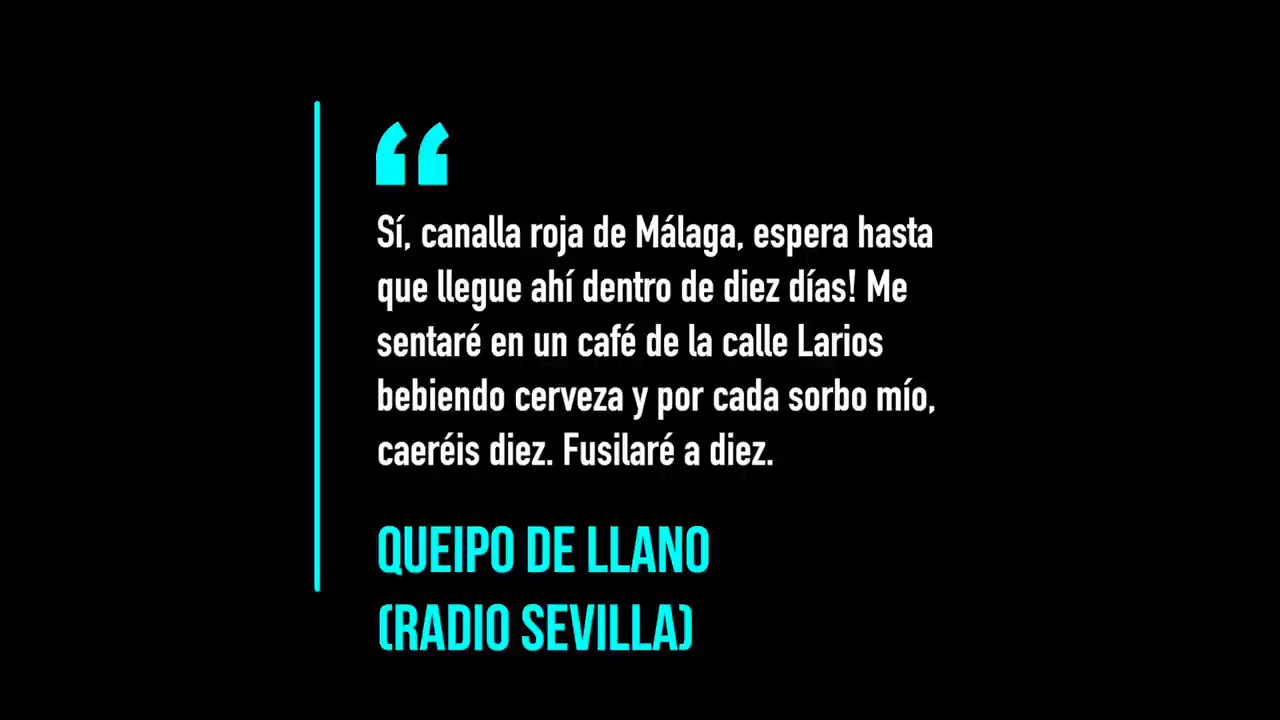 “
Sí, canalla roja de Málaga, espera hasta
que llegue ahí dentro de diez días! Me
sentaré en un café de la calle Larios
bebiendo cerveza y por cada sorbo mío,
caeréis diez. Fusilaré a diez.
QUEIPO DE LLANO
(RADIO SEVILLA)